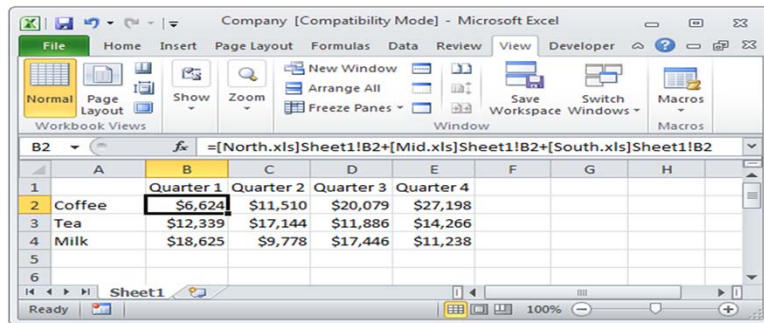 Company [Compatibility Mode] - Microsoft Excel
File Home Insert Page Layout Formulas Data Review View Developer
Normal Page Layout Show Zoom New Window Arrange All Freeze Panes Save Workspace Switch Windows Macros
Workbook Views Window Macros
B2 fx =[North.xls]Sheet1!B2+[Mid.xls]Sheet1!B2+[South.xls]Sheet1!B2
A B C D E F G H
1 Quarter 1 Quarter 2 Quarter 3 Quarter 4
2 Coffee $6,624 $11,510 $20,079 $27,198
3 Tea $12,339 $17,144 $11,886 $14,266
4 Milk $18,625 $9,778 $17,446 $11,238
5
6
Sheet1
Ready 100%